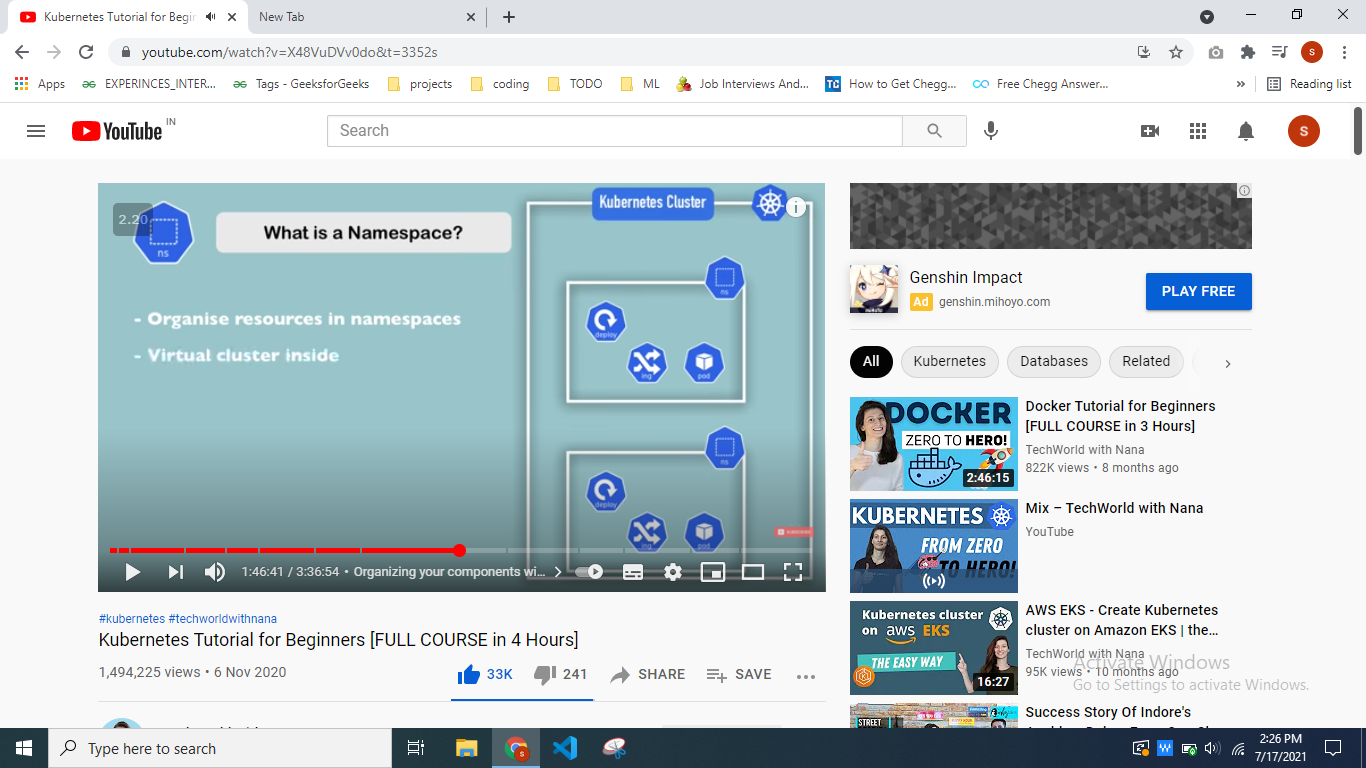 Kubernetes Tutorial for Begin
New Tab
youtube.com/watch?v=X48VuDVv0do&t=3352s
S
Apps
EXPERINCES_INTER...
Tags - GeeksforGeeks
projects
coding
TODO
ML
Job Interviews And...
TC
How to Get Chegg...
Free Chegg Answer...
»
Reading list
YouTube IN
Search
S
2.20
ns
What is a Namespace?
- Organise resources in namespaces
- Virtual cluster inside
Kubernetes Cluster
ns
deploy
ing
pod
ns
deploy
ing
pod
SUBSCRIBE
1:46:41 / 3:36:54 • Organizing your components wi...
#kubernetes #techworldwithnana
Kubernetes Tutorial for Beginners [FULL COURSE in 4 Hours]
1,494,225 views • 6 Nov 2020
33K
241
SHARE
SAVE
Genshin Impact
Ad genshin.mihoyo.com
PLAY FREE
All
Kubernetes
Databases
Related
DOCKER
ZERO TO HERO!
2:46:15
Docker Tutorial for Beginners
[FULL COURSE in 3 Hours]
TechWorld with Nana
822K views • 8 months ago
KUBERNETES
FROM ZERO
TO HERO!
Mix – TechWorld with Nana
YouTube
Kubernetes cluster
on aws EKS
THE EASY WAY
16:27
AWS EKS - Create Kubernetes
cluster on Amazon EKS | the...
TechWorld with Nana
95K views • 10 months ago
Activate Windows
Go to Settings to activate Windows.
STREET
Success Story Of Indore's
Type here to search
S
W
2:26 PM
7/17/2021